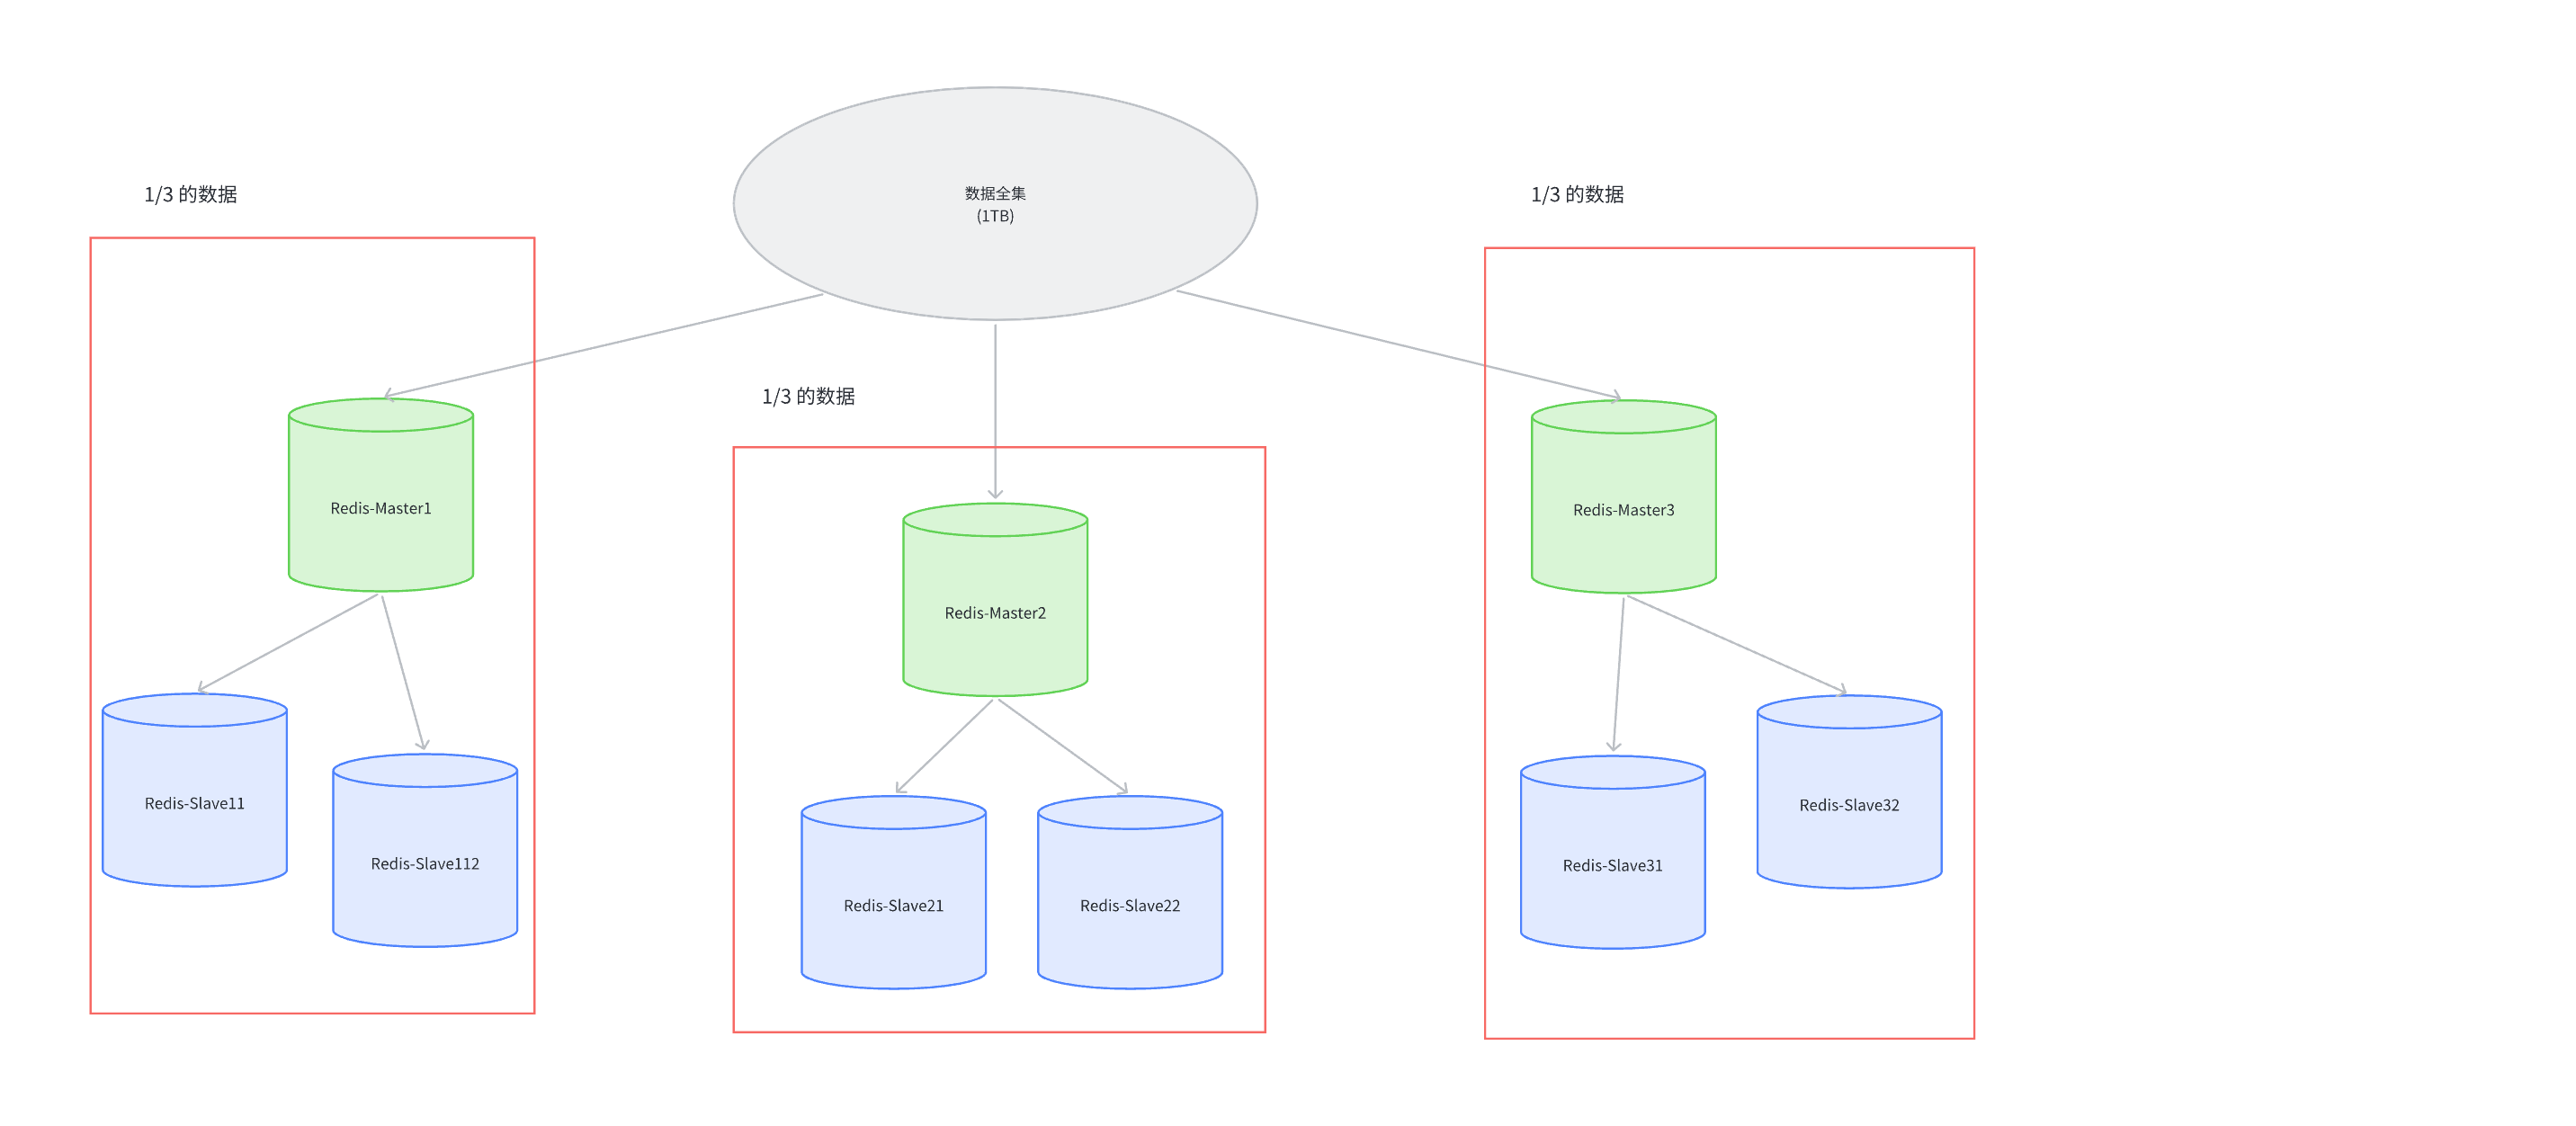 1/3 的数据
数据全集
(1TB)
1/3 的数据
1/3 的数据
Redis-Master1
Redis-Master2
Redis-Master3
Redis-Slave11
Redis-Slave112
Redis-Slave21
Redis-Slave22
Redis-Slave31
Redis-Slave32